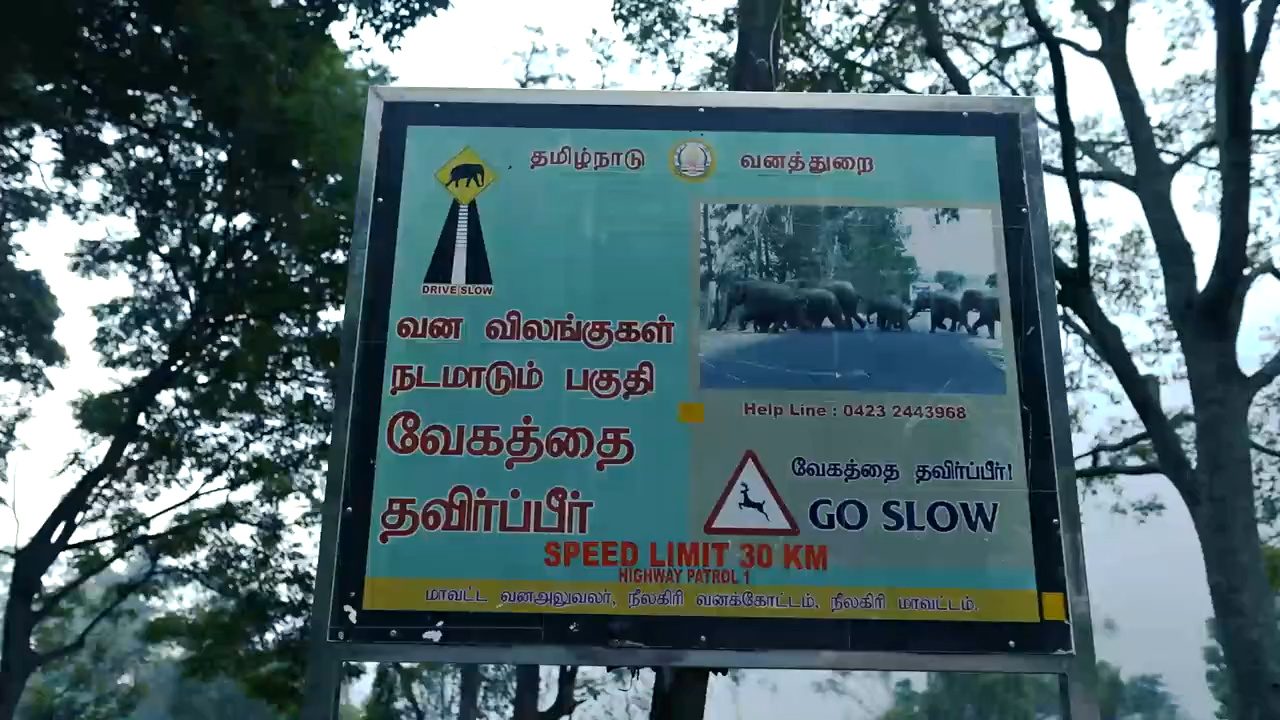 தமிழ்நாடு வனத்துறை
DRIVE SLOW
வன விலங்குகள்
நடமாடும் பகுதி
வேகத்தை
தவிர்ப்பீர்
Help Line : 0423 2443968
வேகத்தை தவிர்ப்பீர்!
GO SLOW
SPEED LIMIT 30 KM
HIGHWAY PATROL 1
மாவட்ட வனஅலுவலர், நீலகிரி வனக்கோட்டம், நீலகிரி மாவட்டம்.